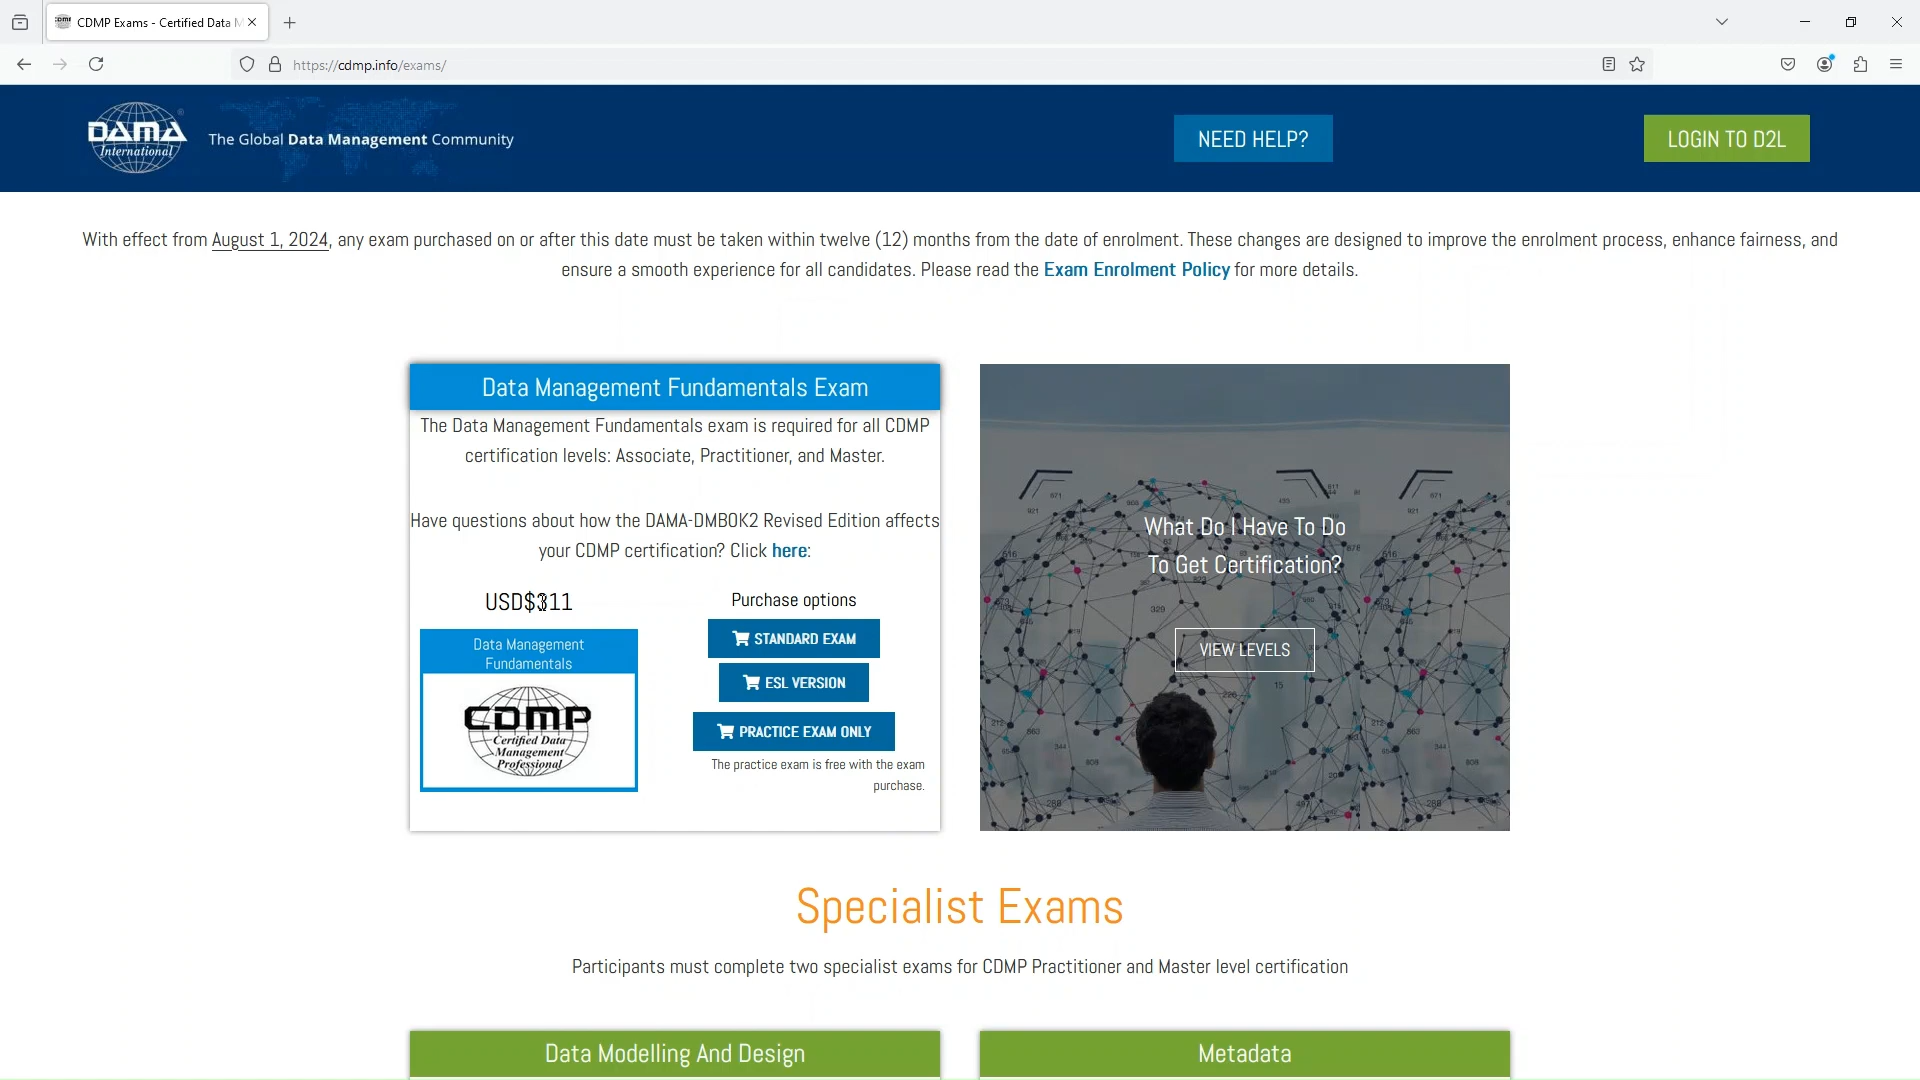 CDMP Exams - Certified Data M
https://cdmp.info/exams/
DAMA
International
The Global Data Management Community
NEED HELP?
LOGIN TO D2L
With effect from August 1, 2024, any exam purchased on or after this date must be taken within twelve (12) months from the date of enrolment. These changes are designed to improve the enrolment process, enhance fairness, and
ensure a smooth experience for all candidates. Please read the Exam Enrolment Policy for more details.
Data Management Fundamentals Exam
The Data Management Fundamentals exam is required for all CDMP
certification levels: Associate, Practitioner, and Master.
Have questions about how the DAMA-DMBOK2 Revised Edition affects
your CDMP certification? Click here:
USD$311
Data Management
Fundamentals
CDMP
Certified Data
Management
Professional
Purchase options
STANDARD EXAM
ESL VERSION
PRACTICE EXAM ONLY
The practice exam is free with the exam
purchase.
What Do I Have To Do
To Get Certification?
VIEW LEVELS
Specialist Exams
Participants must complete two specialist exams for CDMP Practitioner and Master level certification
Data Modelling And Design
Metadata